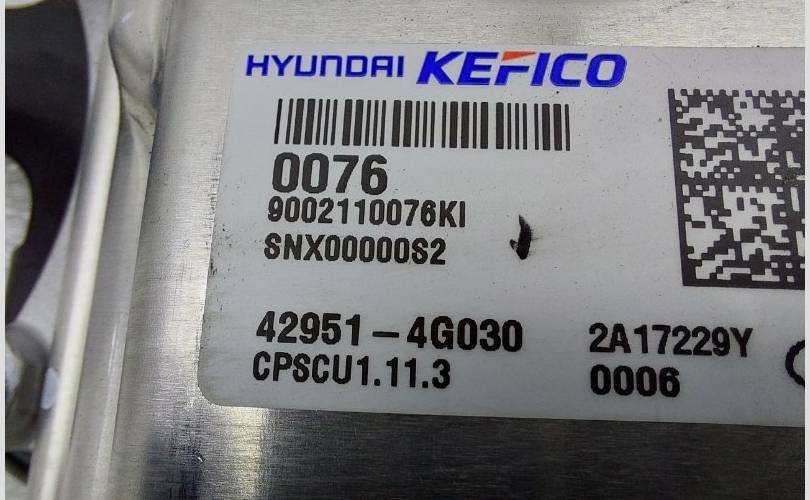 HYUNDAI KEFICO
0076
9002110076KI
SNX00000S2
42951-4G030 2A17229Y
CPSCU1.11.3 0006